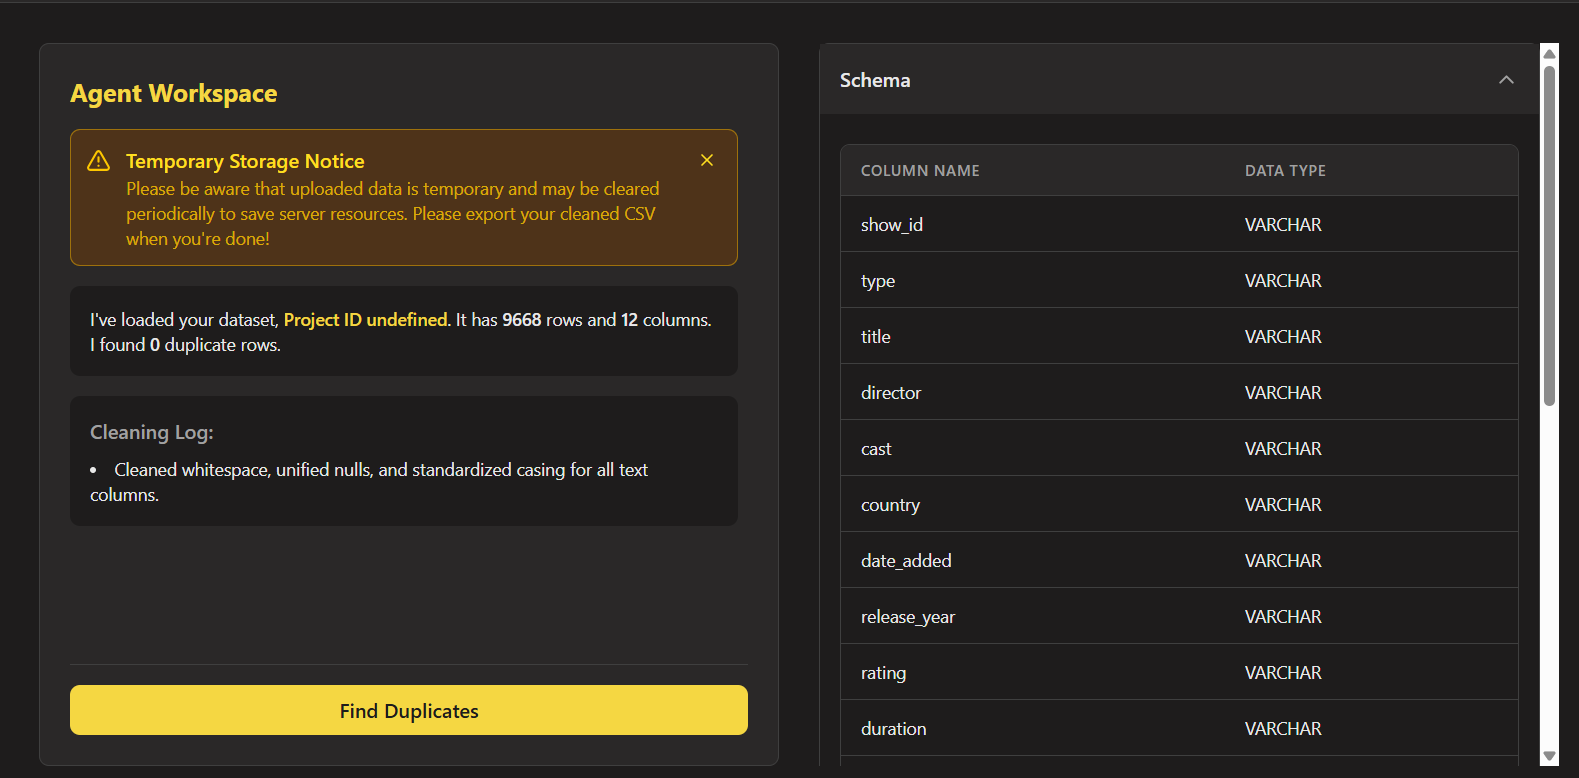 Agent Workspace
Temporary Storage Notice
Please be aware that uploaded data is temporary and may be cleared
periodically to save server resources. Please export your cleaned CSV
when you're done!
I've loaded your dataset, Project ID undefined. It has 9668 rows and 12 columns.
I found 0 duplicate rows.
Cleaning Log:
• Cleaned whitespace, unified nulls, and standardized casing for all text
columns.
Find Duplicates
Schema
COLUMN NAME DATA TYPE
show_id VARCHAR
type VARCHAR
title VARCHAR
director VARCHAR
cast VARCHAR
country VARCHAR
date_added VARCHAR
release_year VARCHAR
rating VARCHAR
duration VARCHAR